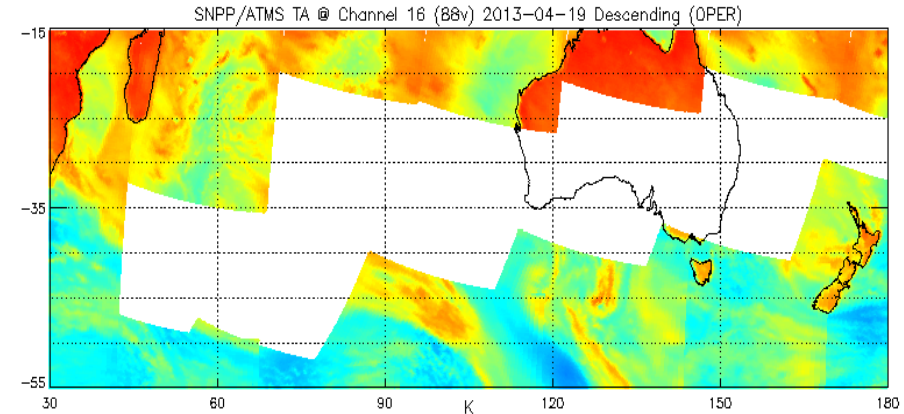 SNPP/ATMS TA @ Channel 16 (88v) 2013-04-19 Descending (OPER)
-15
-35
-55
30 60 90 120 150 180
K